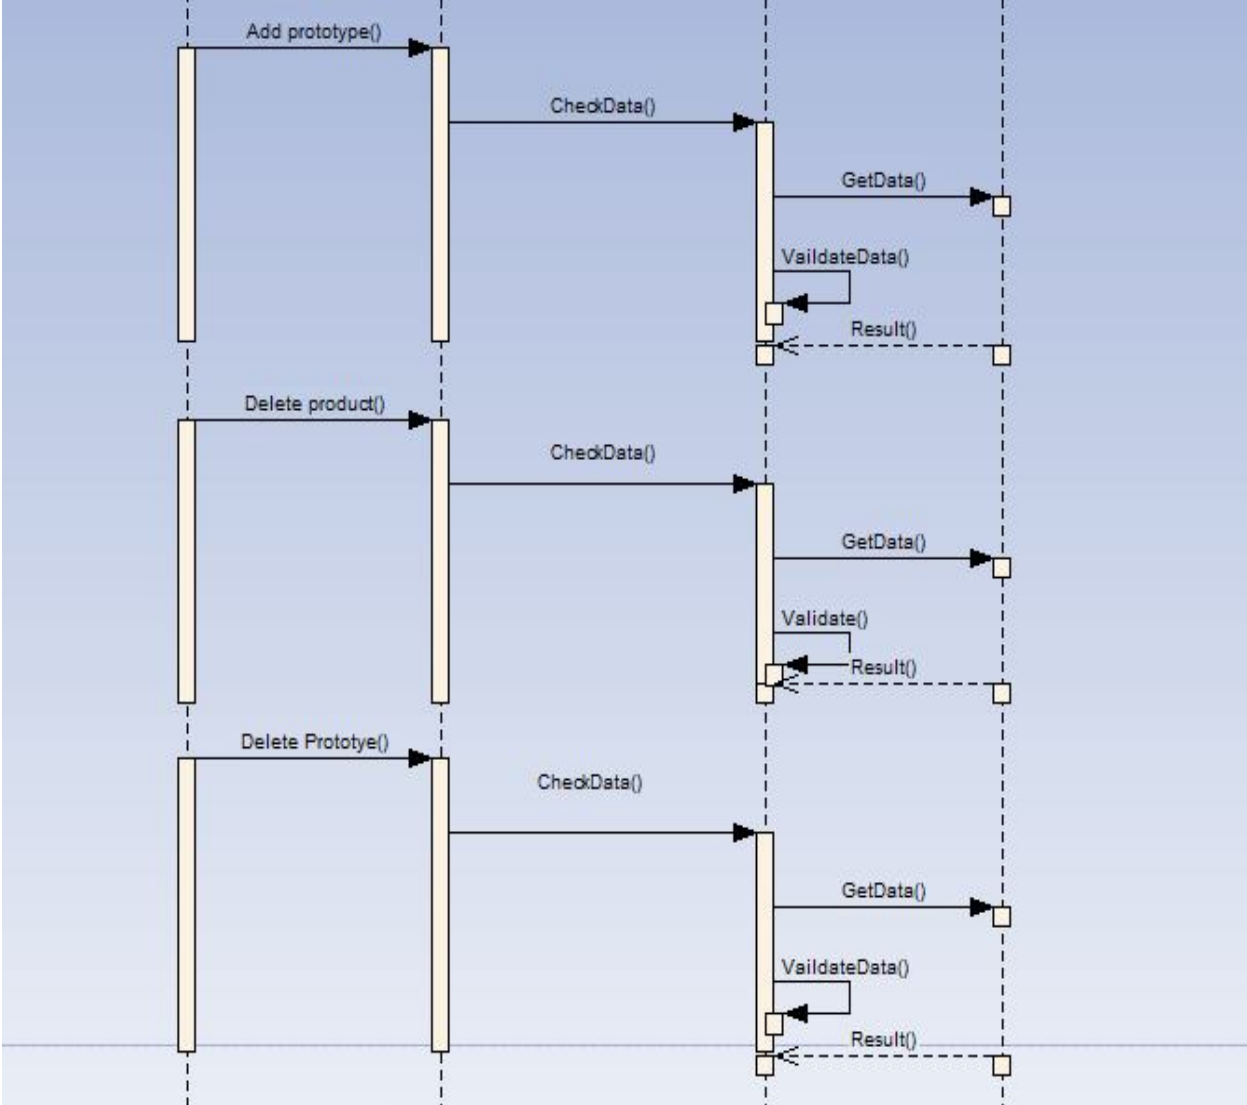 Add prototype()
CheckData()
GetData()
VaildateData()
Result()
Delete product()
CheckData()
GetData()
Validate()
Result()
Delete Prototye()
CheckData()
GetData()
VaildateData()
Result()